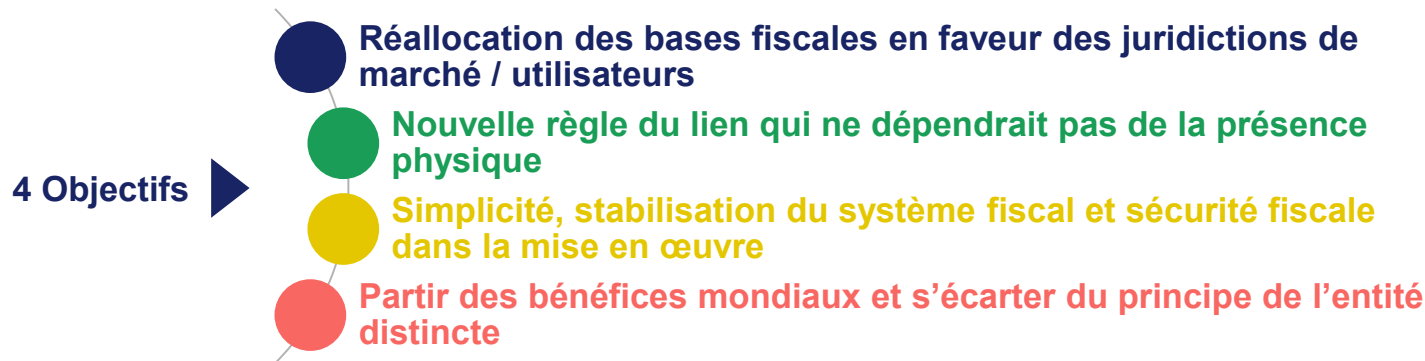 Réallocation des bases fiscales en faveur des juridictions de
marché / utilisateurs
Nouvelle règle du lien qui ne dépendrait pas de la présence
physique
4 Objectifs
Simplicité, stabilisation du système fiscal et sécurité fiscale
dans la mise en œuvre
Partir des bénéfices mondiaux et s’écarter du principe de l’entité
distincte